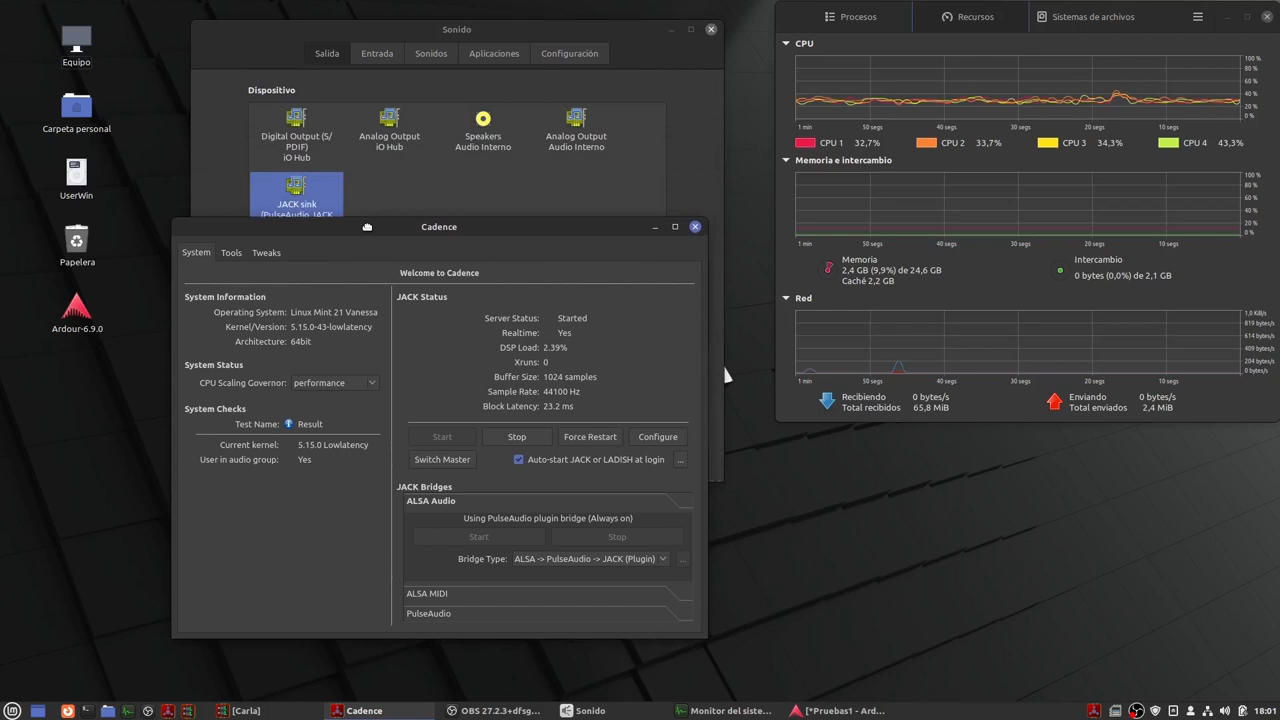 Equipo
Carpeta personal
UserWin
Papelera
Ardour-6.9.0
Sonido
Salida
Entrada
Sonidos
Aplicaciones
Configuración
Dispositivo
Digital Output (S/
PDIF)
iO Hub
Analog Output
iO Hub
Speakers
Audio Interno
Analog Output
Audio Interno
JACK sink
(PulseAudio JACK
Cadence
System
Tools
Tweaks
Welcome to Cadence
System Information
Operating System: Linux Mint 21 Vanessa
Kernel/Version: 5.15.0-43-lowlatency
Architecture: 64bit
System Status
CPU Scaling Governor: performance
System Checks
Test Name: Result
Current kernel: 5.15.0 Lowlatency
User in audio group: Yes
JACK Status
Server Status: Started
Realtime: Yes
DSP Load: 2.39%
Xruns: 0
Buffer Size: 1024 samples
Sample Rate: 44100 Hz
Block Latency: 23.2 ms
Start
Stop
Force Restart
Configure
Switch Master
Auto-start JACK or LADISH at login
...
JACK Bridges
ALSA Audio
Using PulseAudio plugin bridge (Always on)
Start
Stop
Bridge Type: ALSA -> PulseAudio -> JACK (Plugin)
...
ALSA MIDI
PulseAudio
Procesos
Recursos
Sistemas de archivos
CPU
100 %
80 %
60 %
40 %
20 %
0 %
1 min
50 segs
40 segs
30 segs
20 segs
10 segs
CPU 1 32,7%
CPU 2 33,7%
CPU 3 34,3%
CPU 4 43,3%
Memoria e intercambio
100 %
80 %
60 %
40 %
20 %
0 %
1 min
50 segs
40 segs
30 segs
20 segs
10 segs
Memoria
2,4 GB (9,9%) de 24,6 GB
Caché 2,2 GB
Intercambio
0 bytes (0,0%) de 2,1 GB
Red
1,0 KiB/s
819 bytes/s
614 bytes/s
409 bytes/s
204 bytes/s
0 bytes/s
1 min
50 segs
40 segs
30 segs
20 segs
10 segs
Recibiendo 0 bytes/s
Total recibidos 65,8 MiB
Enviando 0 bytes/s
Total enviados 2,4 MiB
[Carla]
Cadence
OBS 27.2.3+dfsg...
Sonido
Monitor del siste...
[*Pruebas1 - Ard...
18:01